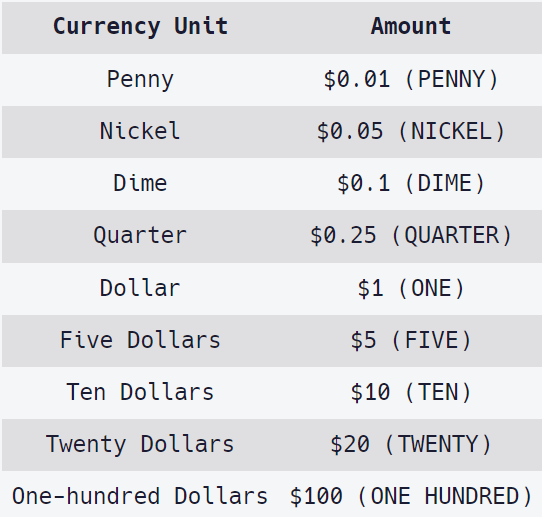 Currency Unit Amount
Penny $0.01 (PENNY)
Nickel $0.05 (NICKEL)
Dime $0.1 (DIME)
Quarter $0.25 (QUARTER)
Dollar $1 (ONE)
Five Dollars $5 (FIVE)
Ten Dollars $10 (TEN)
Twenty Dollars $20 (TWENTY)
One-hundred Dollars $100 (ONE HUNDRED)